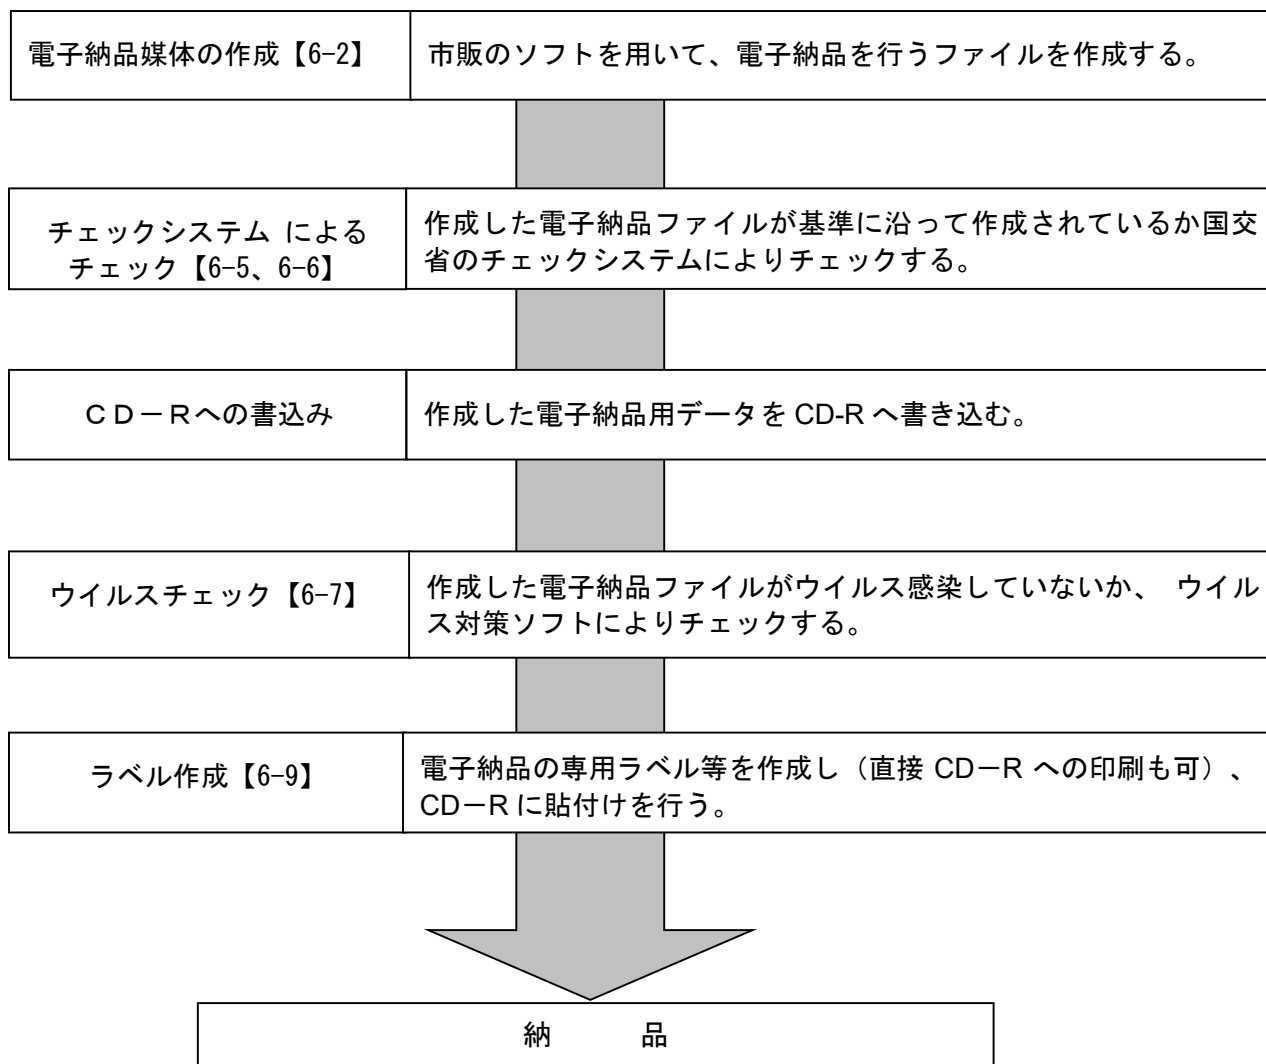 電子納品媒体の作成【6-2】
市販のソフトを用いて、電子納品を行うファイルを作成する。
チェックシステム による
チェック【6-5、6-6】
作成した電子納品ファイルが基準に沿って作成されているか国交
省のチェックシステムによりチェックする。
ＣＤ－Ｒへの書込み
作成した電子納品用データを CD-R へ書き込む。
ウイルスチェック【6-7】
作成した電子納品ファイルがウイルス感染していないか、 ウイル
ス対策ソフトによりチェックする。
ラベル作成【6-9】
電子納品の専用ラベル等を作成し（直接 CD－R への印刷も可）、
CD－R に貼付けを行う。
納　　　品